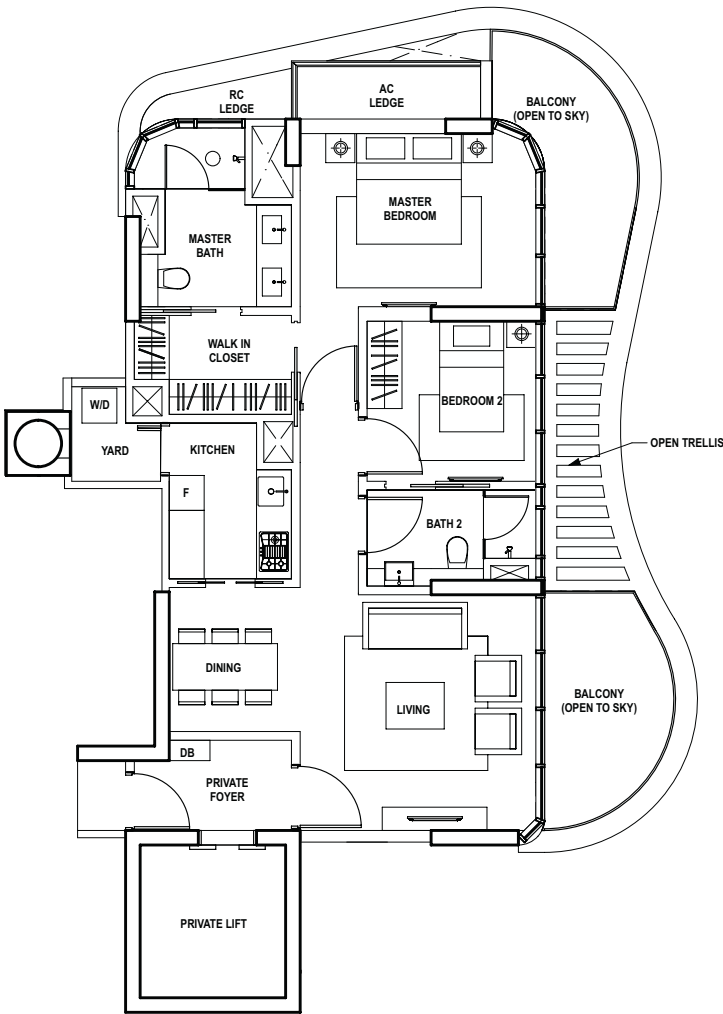 RC
LEDGE
AC
LEDGE
BALCONY
(OPEN TO SKY)
MASTER
BEDROOM
MASTER
BATH
WALK IN
CLOSET
BEDROOM 2
W/D
YARD
KITCHEN
OPEN TRELLIS
F
BATH 2
DINING
LIVING
BALCONY
(OPEN TO SKY)
DB
PRIVATE
FOYER
PRIVATE LIFT